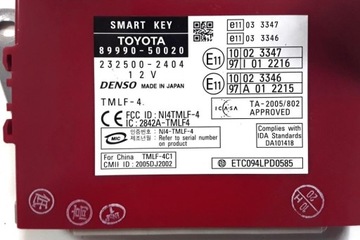 SMART KEY
TOYOTA
89990-50020
232500-2404
12V
DENSO MADE IN JAPAN
TMLF-4.
FCC ID : NI4TMLF-4
IC : 2842A-TMLF4
인증번호 : NI4-TMLF-4
제조년월 : Refer to serial number
on product
For China TMLF-4C1
CMII ID : 2005DJ2002
e11 03 3347
e11 03 3346
E11 10 02 3347
97 I 01 2216
E11 10 02 3346
97 A 01 2215
ICASA TA-2005/802
APPROVED
Complies with
IDA Standards
DA101418
ETC094LPD0585